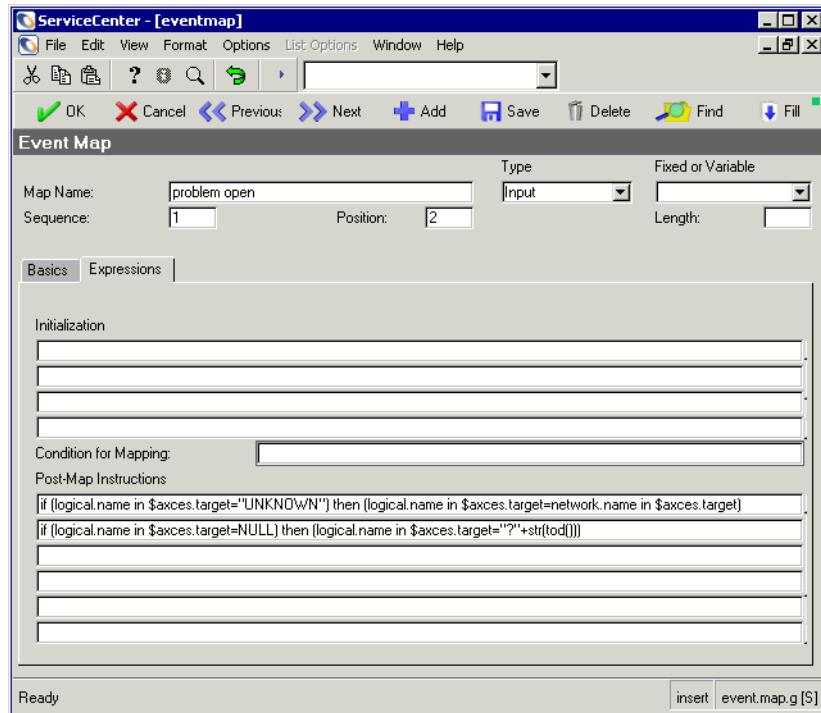 ServiceCenter - [eventmap]
File Edit View Format Options List Options Window Help
OK Cancel Previous Next Add Save Delete Find Fill
Event Map
Type Fixed or Variable
Map Name: problem open Input
Sequence: 1 Position: 2 Length:
Basics Expressions
Initialization
Condition for Mapping:
Post-Map Instructions
if (logical.name in $axces.target="UNKNOWN") then (logical.name in $axces.target=network.name in $axces.target)
if (logical.name in $axces.target=NULL) then (logical.name in $axces.target="?"+str(tod()))
Ready insert event.map.g [S]